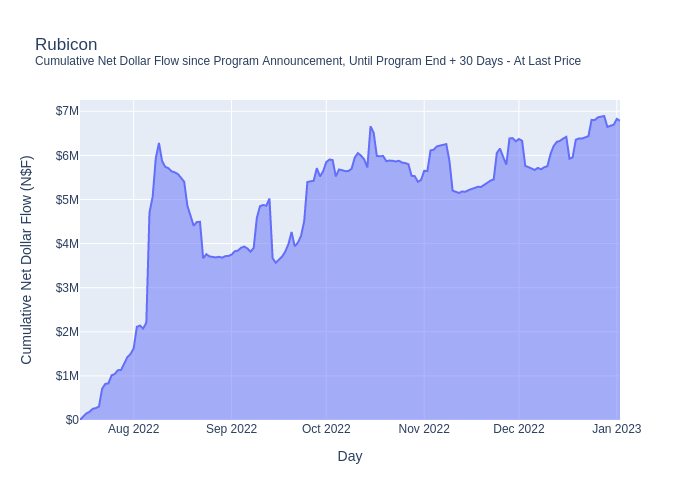 Rubicon
Cumulative Net Dollar Flow since Program Announcement, Until Program End + 30 Days - At Last Price
Cumulative Net Dollar Flow (N$F)
$7M
$6M
$5M
$4M
$3M
$2M
$1M
$0
Aug 2022 Sep 2022 Oct 2022 Nov 2022 Dec 2022 Jan 2023
Day